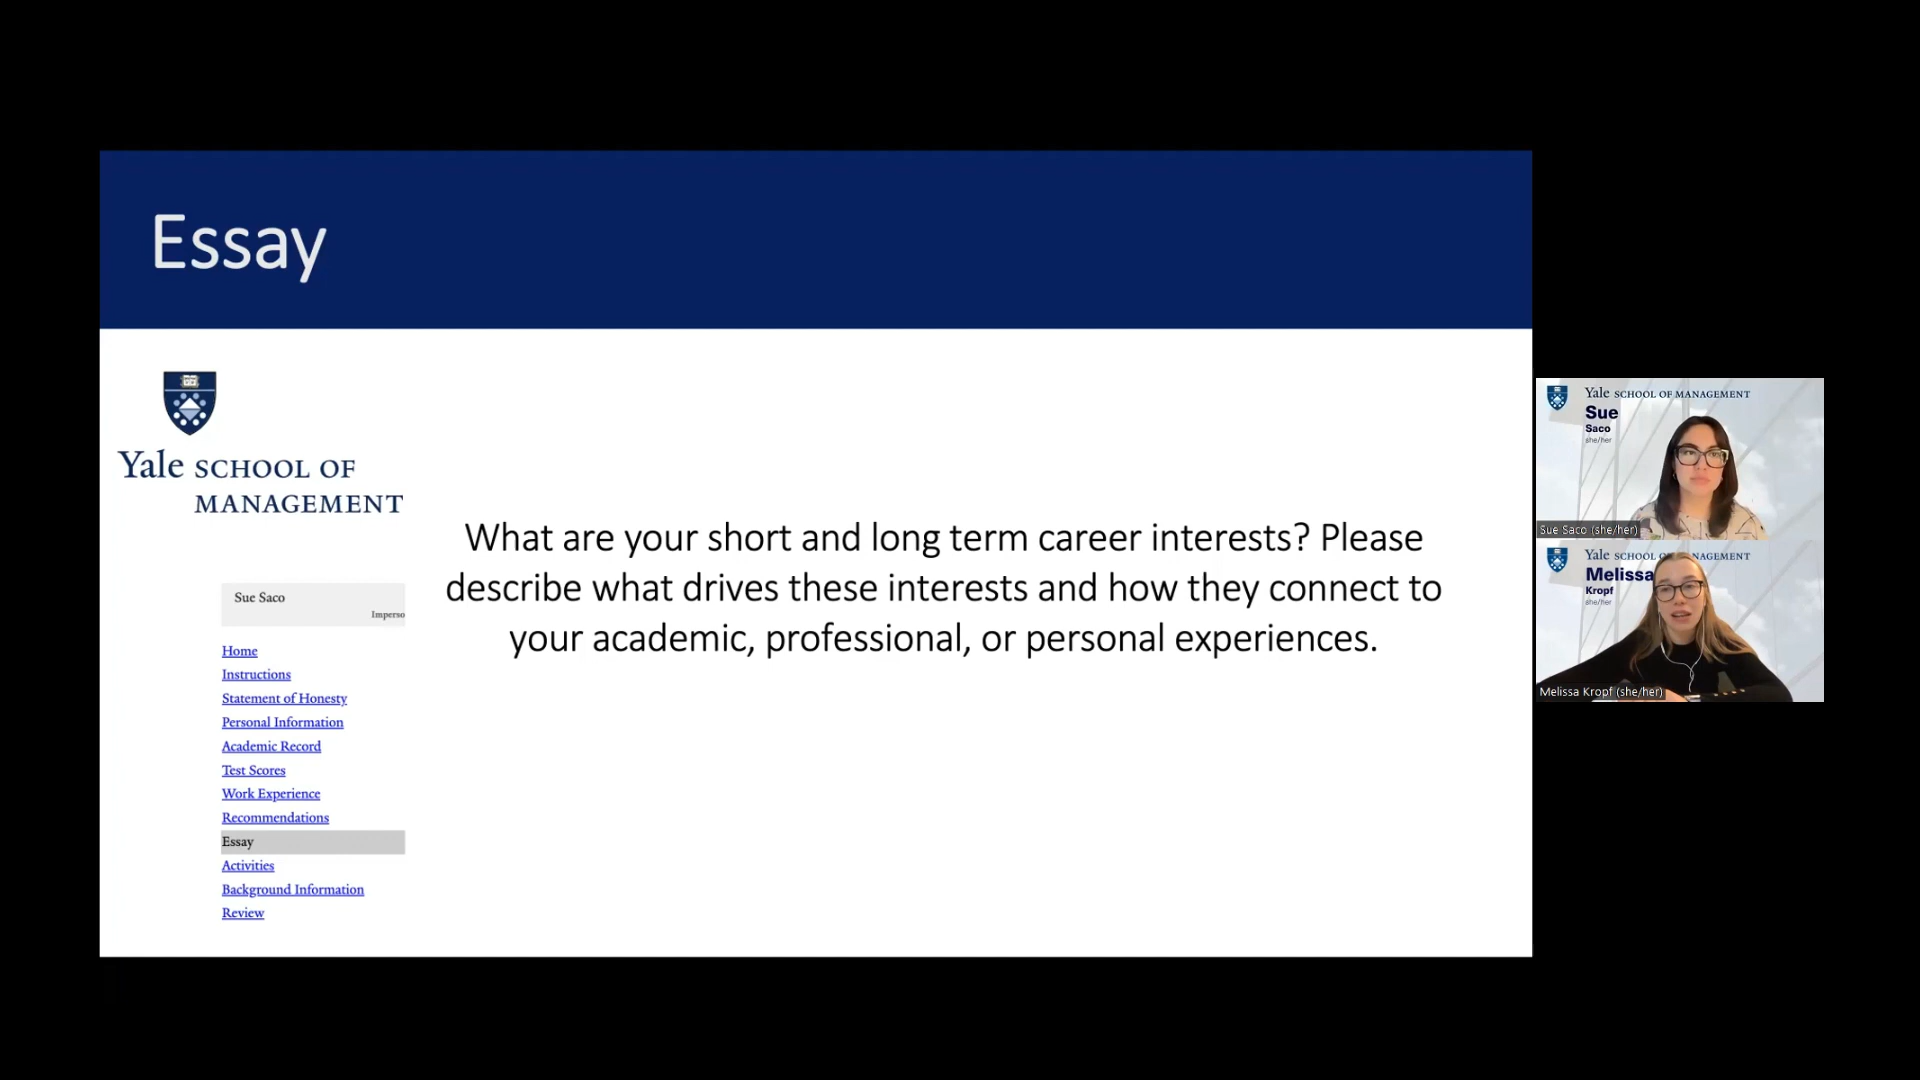 Essay
Yale SCHOOL OF
MANAGEMENT
What are your short and long term career interests? Please
describe what drives these interests and how they connect to
your academic, professional, or personal experiences.
Sue Saco
Imperso
Home
Instructions
Statement of Honesty
Personal Information
Academic Record
Test Scores
Work Experience
Recommendations
Essay
Activities
Background Information
Review
Yale SCHOOL OF MANAGEMENT
Sue
Saco
she/her
Sue Saco (she/her)
Yale SCHOOL OF MANAGEMENT
Melissa
Kropf
she/her
Melissa Kropf (she/her)